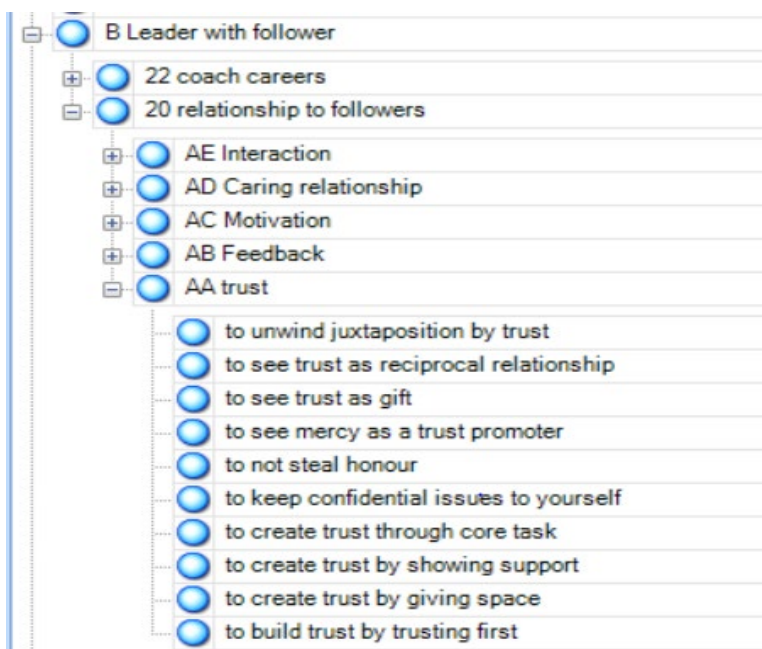 B Leader with follower
22 coach careers
20 relationship to followers
AE Interaction
AD Caring relationship
AC Motivation
AB Feedback
AA trust
to unwind juxtaposition by trust
to see trust as reciprocal relationship
to see trust as gift
to see mercy as a trust promoter
to not steal honour
to keep confidential issues to yourself
to create trust through core task
to create trust by showing support
to create trust by giving space
to build trust by trusting first